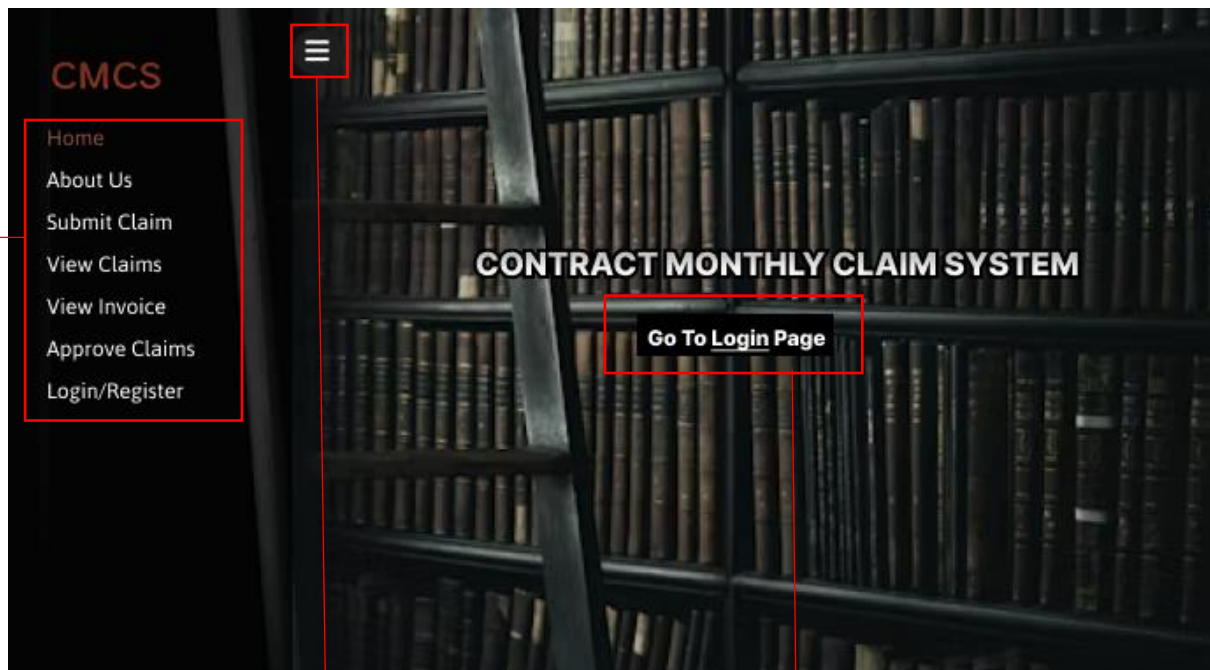 CMCS
Home
About Us
Submit Claim
View Claims
View Invoice
Approve Claims
Login/Register
CONTRACT MONTHLY CLAIM SYSTEM
Go To Login Page